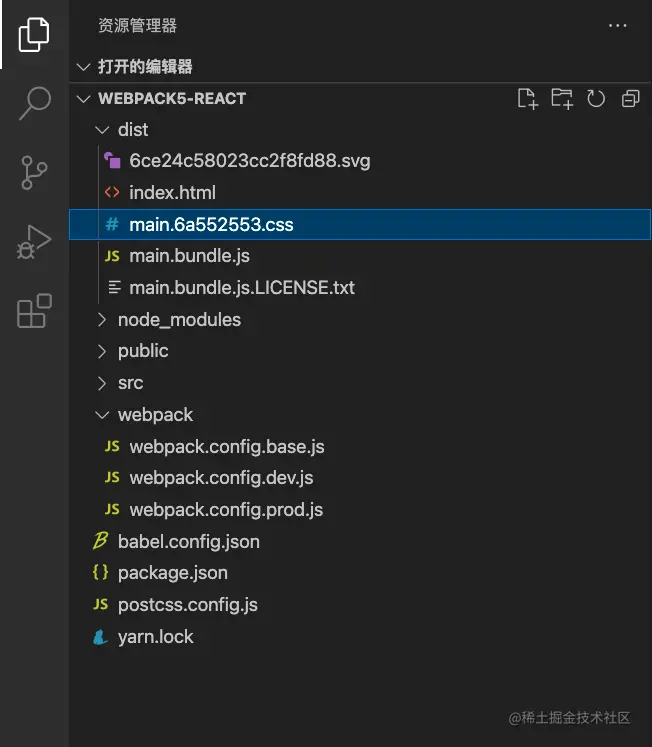 资源管理器
打开的编辑器
WEBPACK5-REACT
dist
6ce24c58023cc2f8fd88.svg
<> index.html
# main.6a552553.css
JS main.bundle.js
main.bundle.js.LICENSE.txt
node_modules
public
src
webpack
JS webpack.config.base.js
JS webpack.config.dev.js
JS webpack.config.prod.js
babel.config.json
{} package.json
JS postcss.config.js
yarn.lock
@稀土掘金技术社区